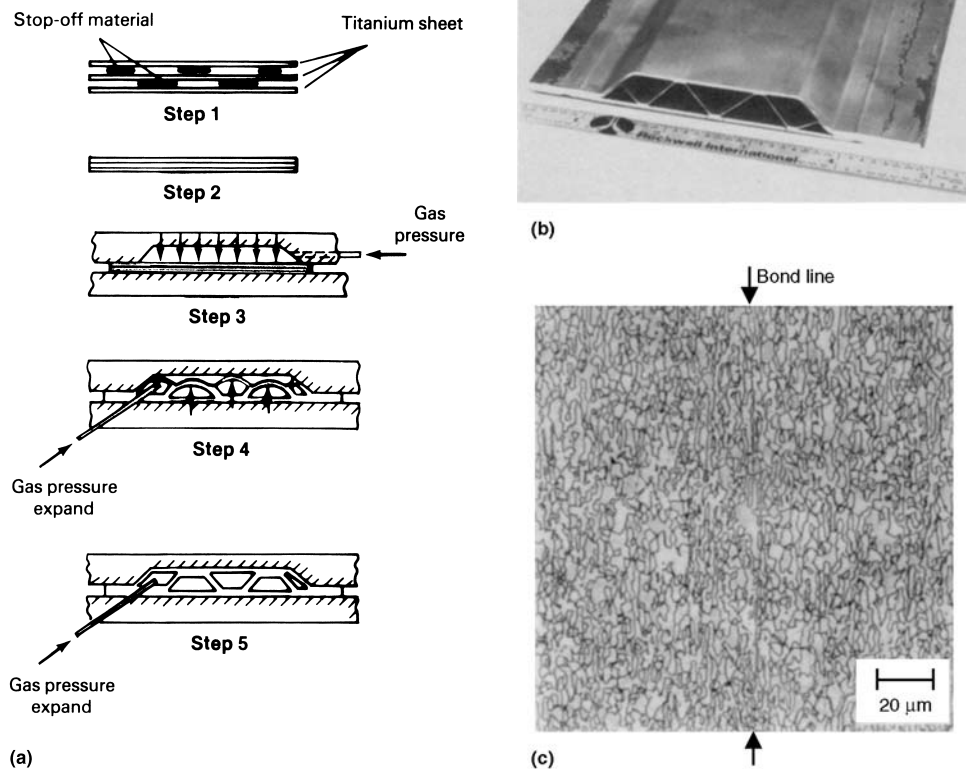 Stop-off material
Titanium sheet
Step 1
Step 2
Gas
pressure
Step 3
Step 4
Gas pressure
expand
Step 5
Gas pressure
expand
(a)
Rockwell International
(b)
Bond line
20 μm
(c)